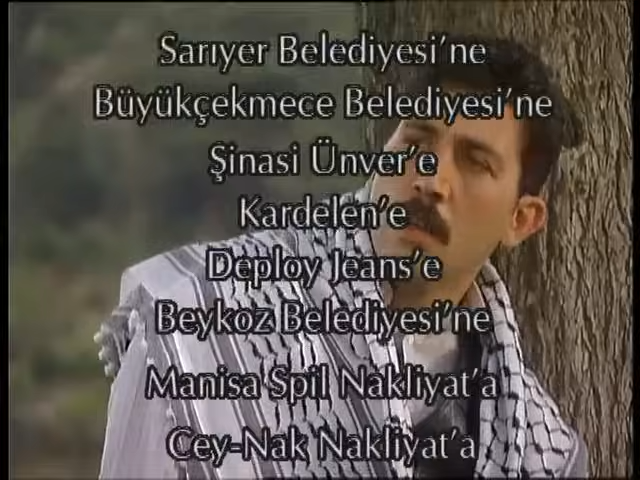 Sarıyer Belediyesi'ne
Büyükçekmece Belediyesi'ne
Şinasi Ünver'e
Kardelen'e
Deploy Jeans'e
Beykoz Belediyesi'ne
Manisa Spil Nakliyat'a
Cey-Nak Nakliyat'a